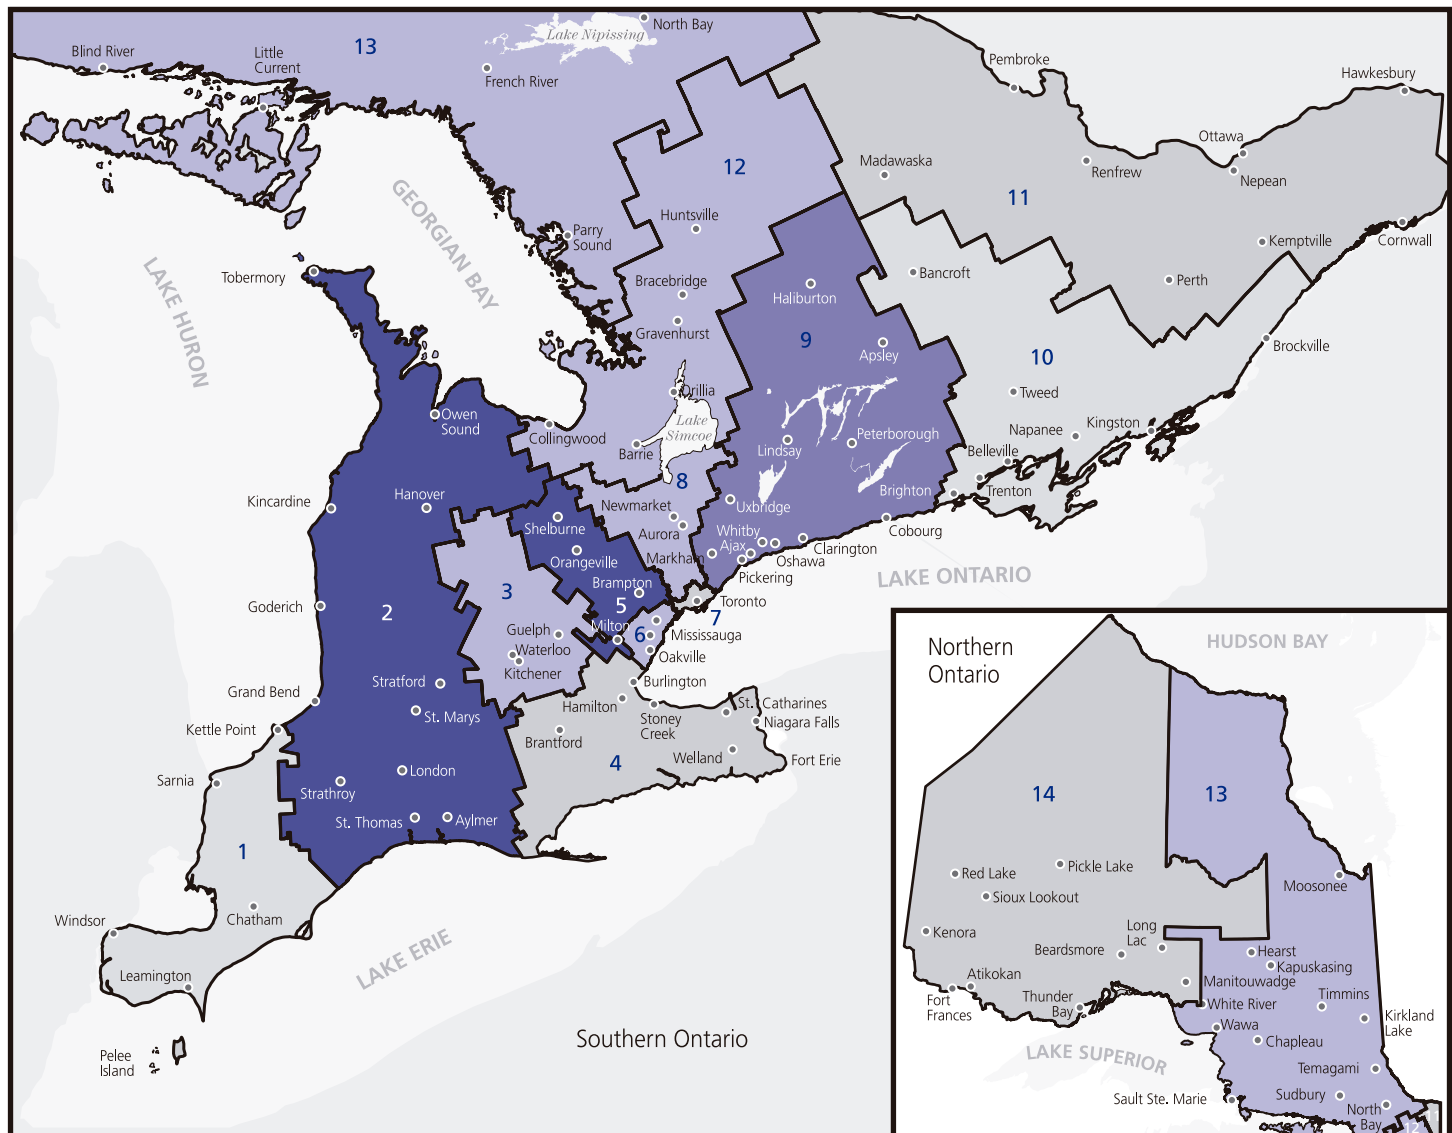 Blind River
Little
Current
13
French River
Lake Nipissing
North Bay
Pembroke
Hawkesbury
Ottawa
Nepean
Madawaska
Renfrew
11
12
Huntsville
Parry
Sound
GEORGIAN BAY
LAKE HURON
Tobermory
Kemptville
Cornwall
Perth
Bancroft
Haliburton
Bracebridge
Gravenhurst
9
Apsley
10
Brockville
Tweed
Napanee
Kingston
Belleville
Trenton
Orillia
Lake
Simcoe
Collingwood
Barrie
Owen
Sound
Lindsay
Peterborough
Brighton
Cobourg
8
Newmarket
Aurora
Markham
Uxbridge
Whitby
Ajax
Oshawa
Clarington
Pickering
LAKE ONTARIO
Kincardine
Hanover
Shelburne
Orangeville
Brampton
5
Milton
6
Toronto
7
Mississauga
Oakville
Burlington
Goderich
2
3
Guelph
Waterloo
Kitchener
Stratford
St. Marys
Grand Bend
Kettle Point
Hamilton
Stoney
Creek
St. Catharines
Niagara Falls
Brantford
Welland
Fort Erie
4
Sarnia
London
Strathroy
St. Thomas
Aylmer
1
Windsor
Chatham
Leamington
LAKE ERIE
Pelee
Island
Southern Ontario
Northern
Ontario
HUDSON BAY
14
13
Red Lake
Pickle Lake
Sioux Lookout
Moosonee
Kenora
Long
Lac
Beardsmore
Hearst
Kapuskasing
Atikokan
Manitouwadge
Fort
Frances
Thunder
Bay
White River
Timmins
Kirkland
Lake
Wawa
Chapleau
LAKE SUPERIOR
Temagami
Sault Ste. Marie
Sudbury
North
Bay
12
11